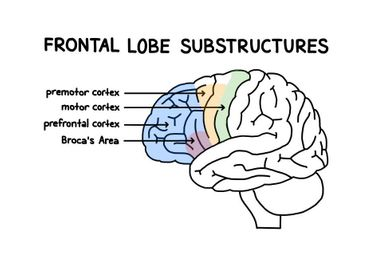 FRONTAL LOBE SUBSTRUCTURES
premotor cortex
motor cortex
prefrontal cortex
Broca's Area